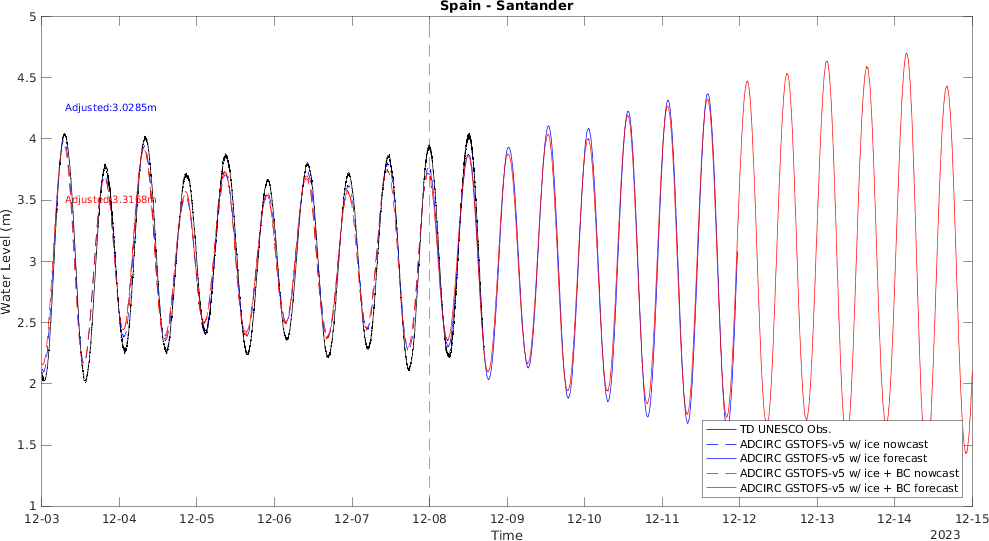 Spain - Santander
5
4.5
4
3.5
3
2.5
2
1.5
1
Water Level (m)
Adjusted:3.0285m
Adjusted:3.3168m
TD UNESCO Obs.
ADCIRC GSTOFS-v5 w/ ice nowcast
ADCIRC GSTOFS-v5 w/ ice forecast
ADCIRC GSTOFS-v5 w/ ice + BC nowcast
ADCIRC GSTOFS-v5 w/ ice + BC forecast
12-03 12-04 12-05 12-06 12-07 12-08 12-09 12-10 12-11 12-12 12-13 12-14 12-15
Time
2023